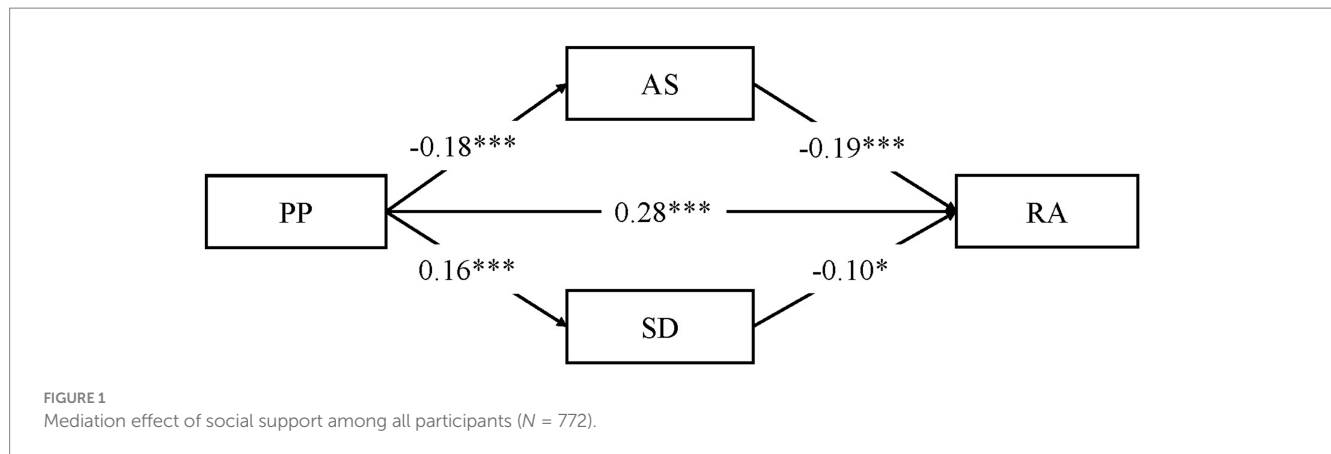 AS
-0.18***
-0.19***
PP
0.28***
RA
0.16***
-0.10*
SD
FIGURE 1
Mediation effect of social support among all participants (N = 772).